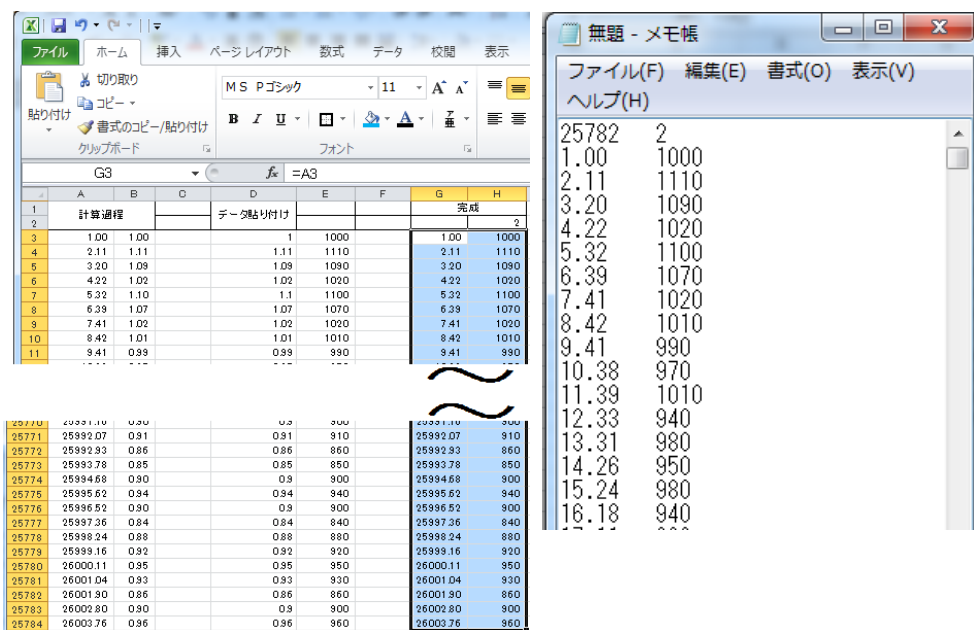 ファイル ホーム 挿入 ページ レイアウト 数式 データ 校閲 表示
切り取り
コピー
書式のコピー/貼り付け
貼り付け
クリップボード
ＭＳ Ｐゴシック 11
B I U
フォント
G3 fx =A3
A B C D E F G H
1 計算過程 データ貼り付け 完成
2 2
3 1.00 1.00 1 1000 1.00 1000
4 2.11 1.11 1.11 1110 2.11 1110
5 3.20 1.09 1.09 1090 3.20 1090
6 4.22 1.02 1.02 1020 4.22 1020
7 5.32 1.10 1.1 1100 5.32 1100
8 6.39 1.07 1.07 1070 6.39 1070
9 7.41 1.02 1.02 1020 7.41 1020
10 8.42 1.01 1.01 1010 8.42 1010
11 9.41 0.99 0.99 990 9.41 990
25771 25992.07 0.91 0.91 910 25992.07 910
25772 25992.93 0.86 0.86 860 25992.93 860
25773 25993.78 0.85 0.85 850 25993.78 850
25774 25994.68 0.90 0.9 900 25994.68 900
25775 25995.62 0.94 0.94 940 25995.62 940
25776 25996.52 0.90 0.9 900 25996.52 900
25777 25997.36 0.84 0.84 840 25997.36 840
25778 25998.24 0.88 0.88 880 25998.24 880
25779 25999.16 0.92 0.92 920 25999.16 920
25780 26000.11 0.95 0.95 950 26000.11 950
25781 26001.04 0.93 0.93 930 26001.04 930
25782 26001.90 0.86 0.86 860 26001.90 860
25783 26002.80 0.90 0.9 900 26002.80 900
25784 26003.76 0.96 0.96 960 26003.76 960
無題 - メモ帳
ファイル(F) 編集(E) 書式(O) 表示(V)
ヘルプ(H)
25782 2
1.00 1000
2.11 1110
3.20 1090
4.22 1020
5.32 1100
6.39 1070
7.41 1020
8.42 1010
9.41 990
10.38 970
11.39 1010
12.33 940
13.31 980
14.26 950
15.24 980
16.18 940